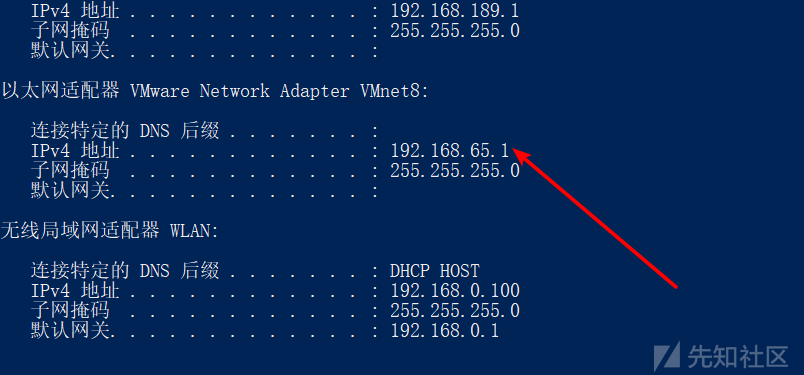 IPv4 地址 . . . . . . . . . . . . : 192.168.189.1
子网掩码  . . . . . . . . . . . . : 255.255.255.0
默认网关. . . . . . . . . . . . . :
以太网适配器 VMware Network Adapter VMnet8:
连接特定的 DNS 后缀 . . . . . . . :
IPv4 地址 . . . . . . . . . . . . : 192.168.65.1
子网掩码  . . . . . . . . . . . . : 255.255.255.0
默认网关. . . . . . . . . . . . . :
无线局域网适配器 WLAN:
连接特定的 DNS 后缀 . . . . . . . : DHCP HOST
IPv4 地址 . . . . . . . . . . . . : 192.168.0.100
子网掩码  . . . . . . . . . . . . : 255.255.255.0
默认网关. . . . . . . . . . . . . : 192.168.0.1
先知社区